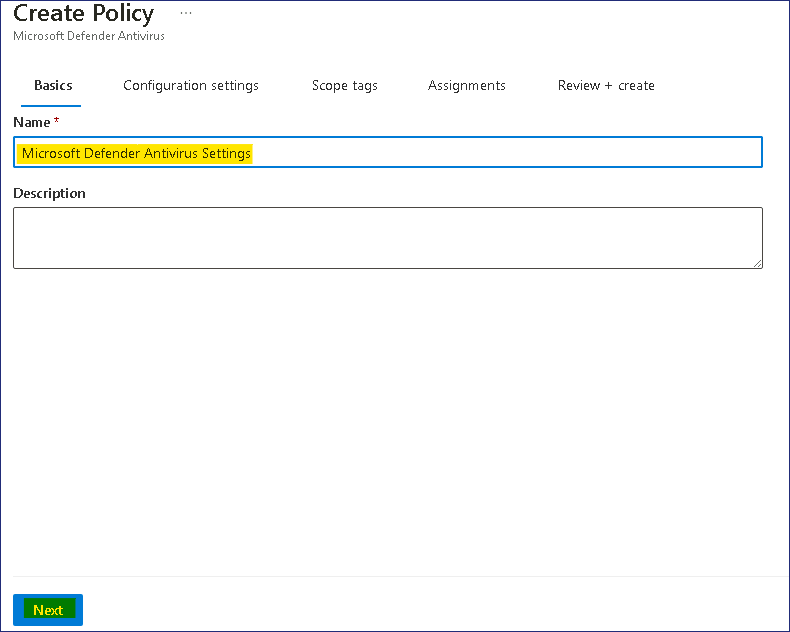 Create Policy ...
Microsoft Defender Antivirus
Basics Configuration settings Scope tags Assignments Review + create
Name *
Microsoft Defender Antivirus Settings
Description
Next